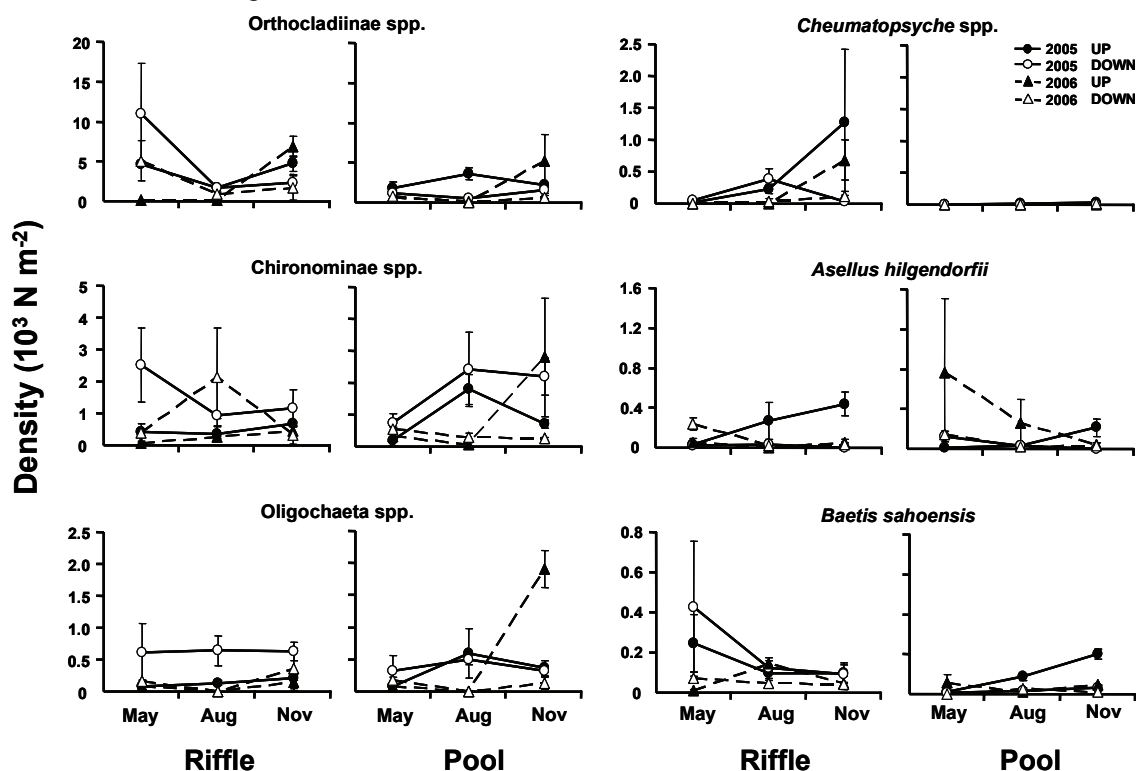 Orthocladiinae spp.
Cheumatopsyche spp.
20
15
10
5
0
2.5
2.0
1.5
1.0
0.5
0
2005 UP
2005 DOWN
2006 UP
2006 DOWN
Density (10³ N m⁻²)
Chironominae spp.
Asellus hilgendorfii
5
4
3
2
1
0
1.6
1.2
0.8
0.4
0
Oligochaeta spp.
Baetis sahoensis
2.5
2.0
1.5
1.0
0.5
0
0.8
0.6
0.4
0.2
0
May Aug Nov May Aug Nov May Aug Nov May Aug Nov
Riffle Pool Riffle Pool